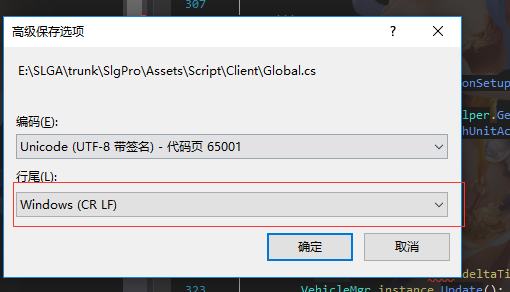 307
高级保存选项
?
E:\SLGA\trunk\SlgPro\Assets\Script\Client\Global.cs
onSetup
编码(E):
elper.Ge
hUnitAc
Unicode (UTF-8 带签名) - 代码页 65001
行尾(L):
Windows (CR LF)
确定 取消
deltaTi
323 VehicleMgr.instance.Update();